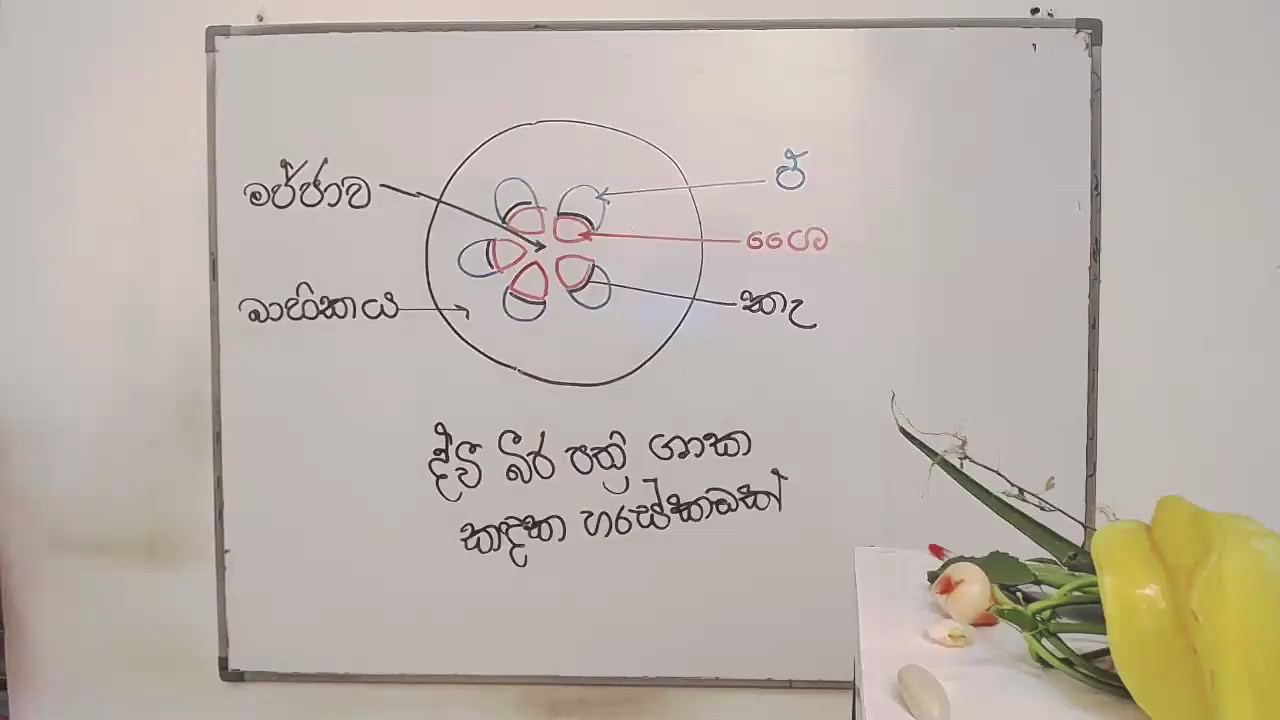 මජ්ජාව
ප්ලෝ
ශෛල
බාහිකය
කැද
ද්වි බීජ පත්‍රී ශාක
කඳක හරස්කඩක්